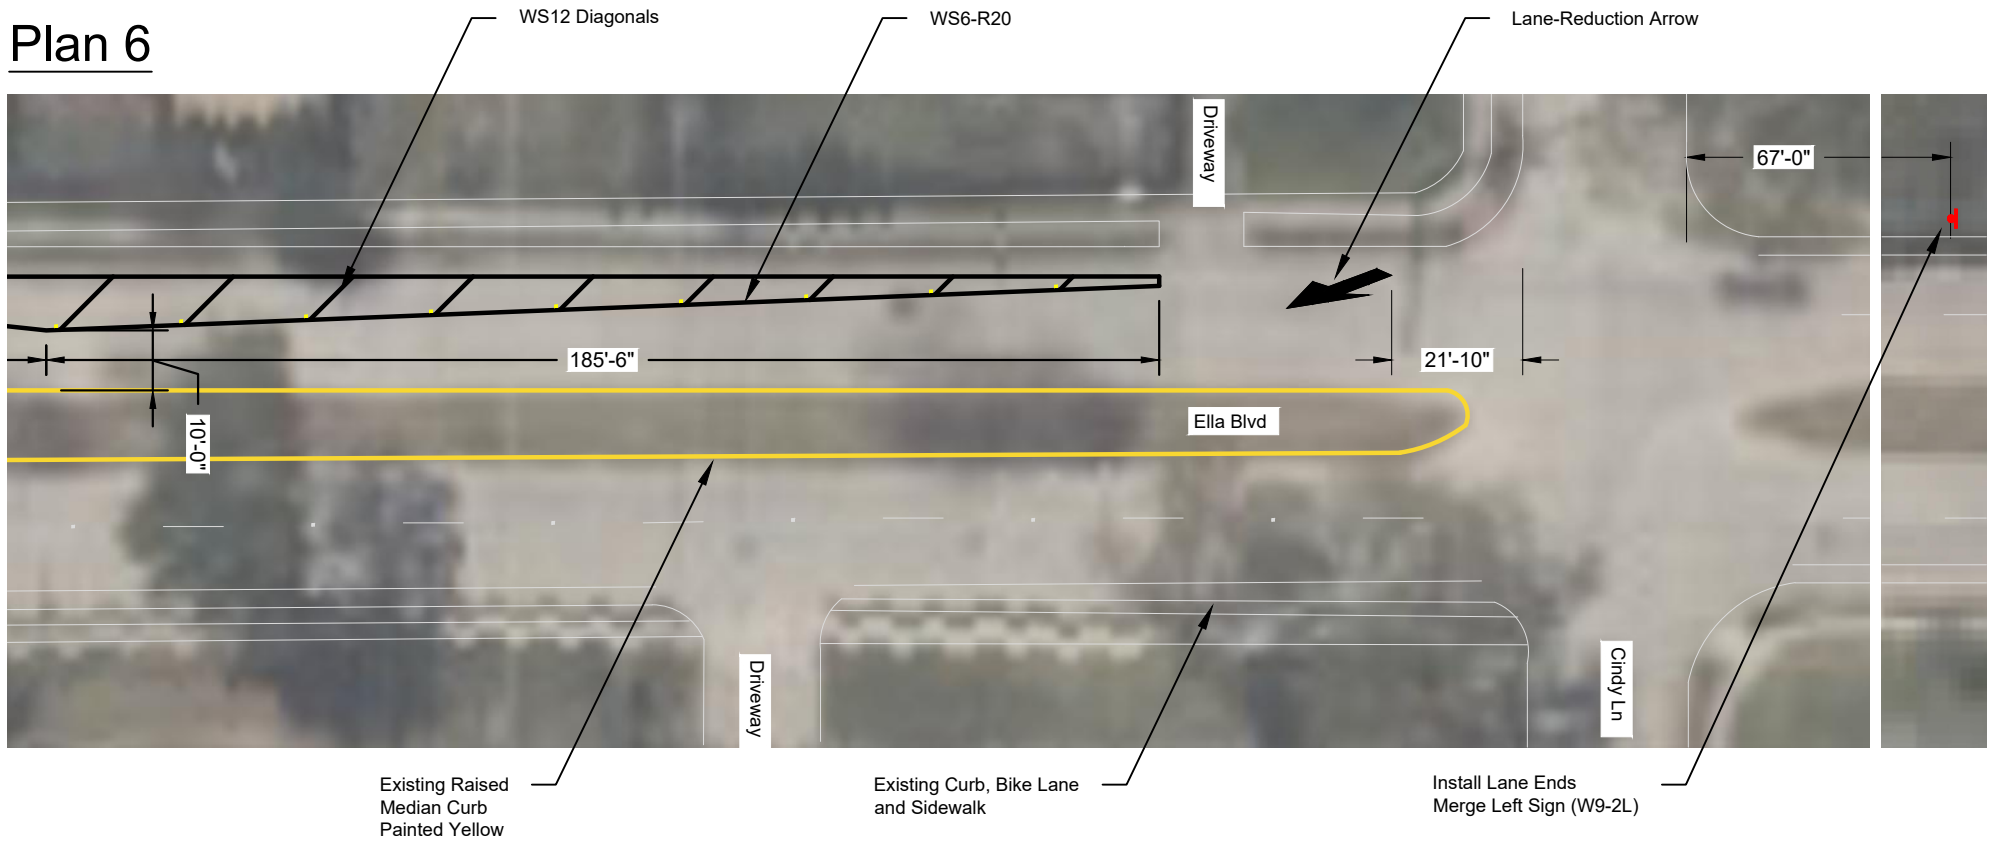 Plan 6
WS12 Diagonals
WS6-R20
Lane-Reduction Arrow
Driveway
67'-0"
185'-6"
21'-10"
10'-0"
Ella Blvd
Driveway
Cindy Ln
Existing Raised
Median Curb
Painted Yellow
Existing Curb, Bike Lane
and Sidewalk
Install Lane Ends
Merge Left Sign (W9-2L)